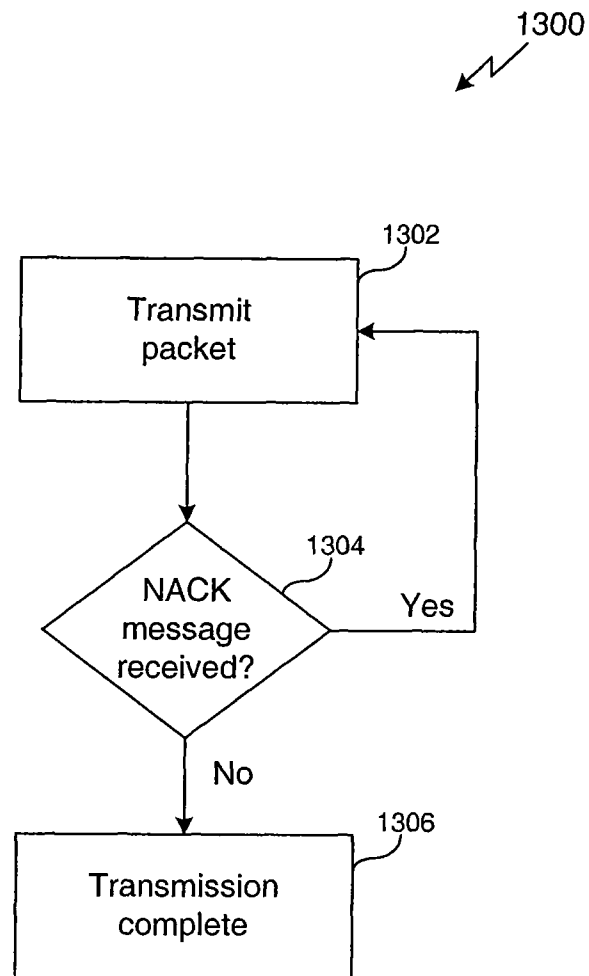 1300
1302
Transmit
packet
1304
NACK
message
received?
Yes
No
1306
Transmission
complete